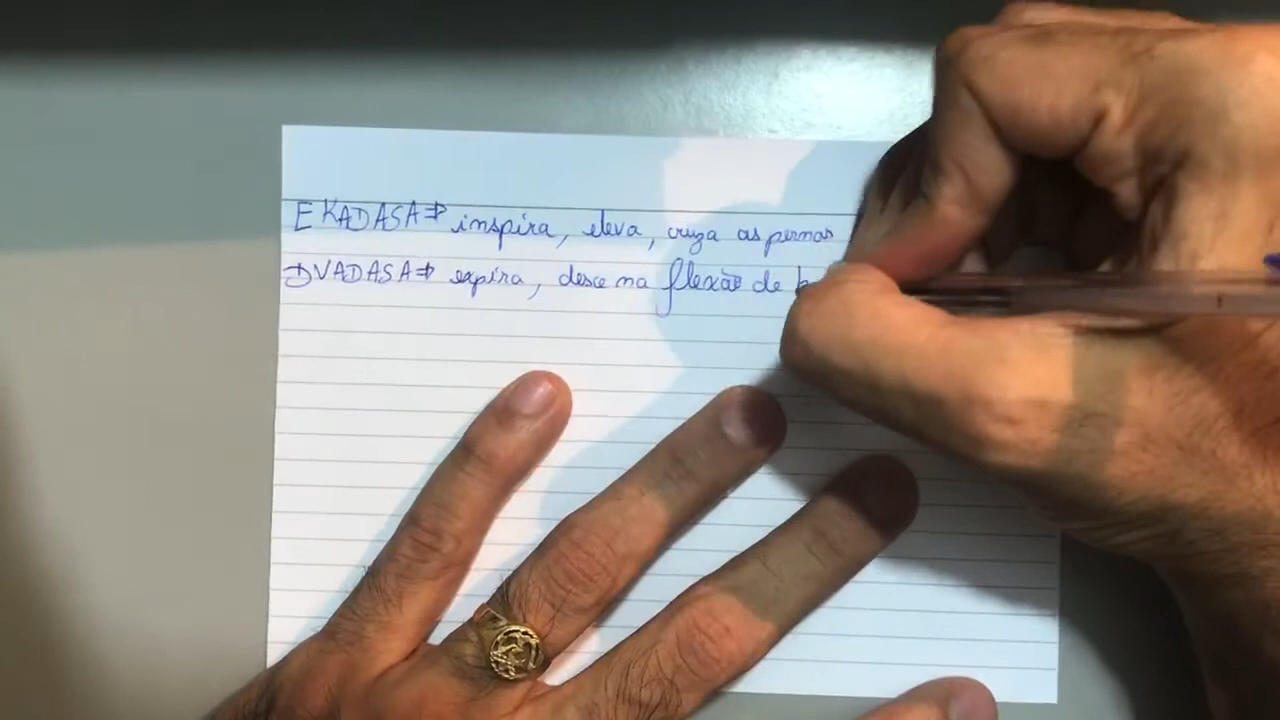 EKADASA⇒ inspira, eleva, cruza as pernas
DVADASA⇒ expira, desce na flexão de